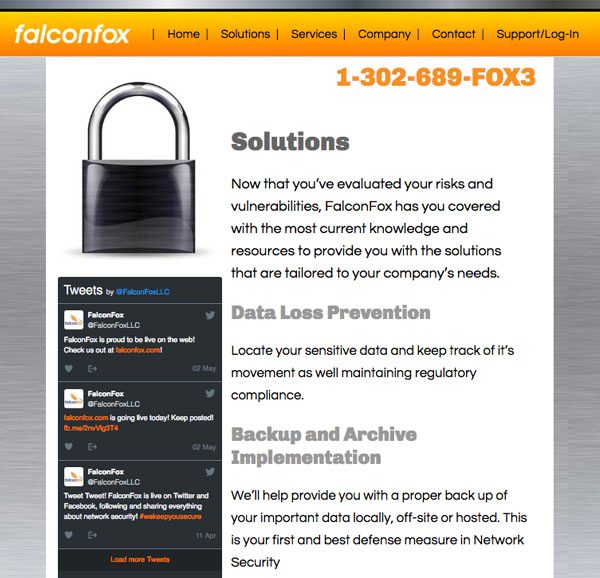 falconfox | Home | Solutions | Services | Company | Contact | Support/Log-In
1-302-689-FOX3
Solutions
Now that you've evaluated your risks and
vulnerabilities, FalconFox has you covered
with the most current knowledge and
resources to provide you with the solutions
that are tailored to your company's needs.
Data Loss Prevention
Locate your sensitive data and keep track of it's
movement as well maintaining regulatory
compliance.
Backup and Archive
Implementation
We'll help provide you with a proper back up of
your important data locally, off-site or hosted. This
is your first and best defense measure in Network
Security
Tweets by @FalconFoxLLC
FalconFox
@FalconFoxLLC
FalconFox is proud to be live on the web!
Check us out at falconfox.com!
02 May
FalconFox
@FalconFoxLLC
falconfox.com is going live today! Keep posted!
fb.me/2nvVlg3T4
02 May
FalconFox
@FalconFoxLLC
Tweet Tweet! FalconFox is live on Twitter and
Facebook, following and sharing everything
about network security! #wekeepyousecure
11 Apr
Load more Tweets